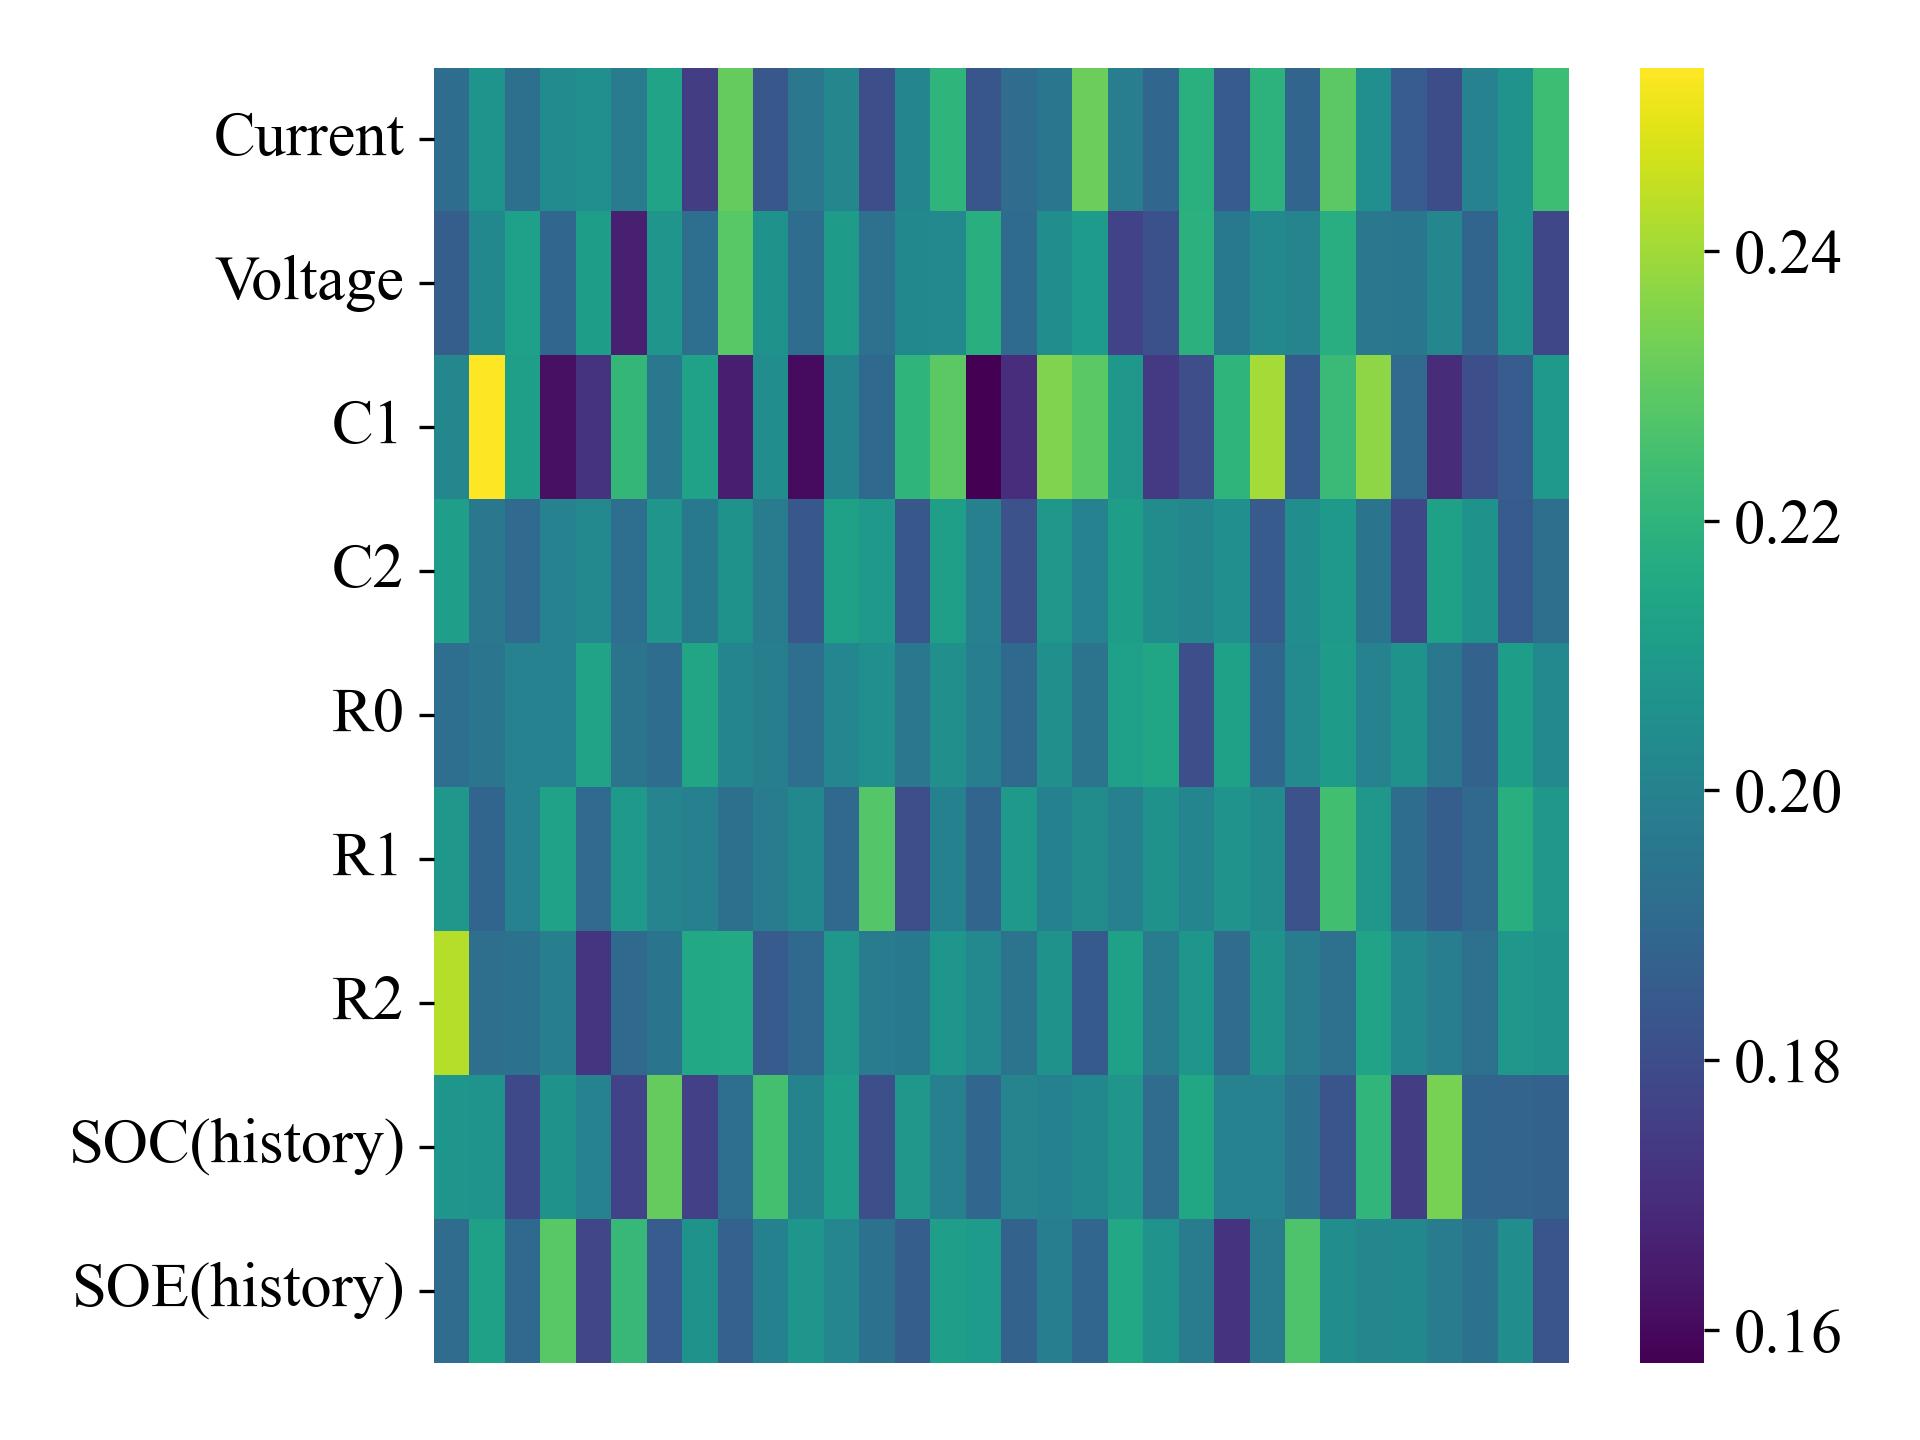 Current
Voltage
C1
C2
R0
R1
R2
SOC(history)
SOE(history)
0.24
0.22
0.20
0.18
0.16